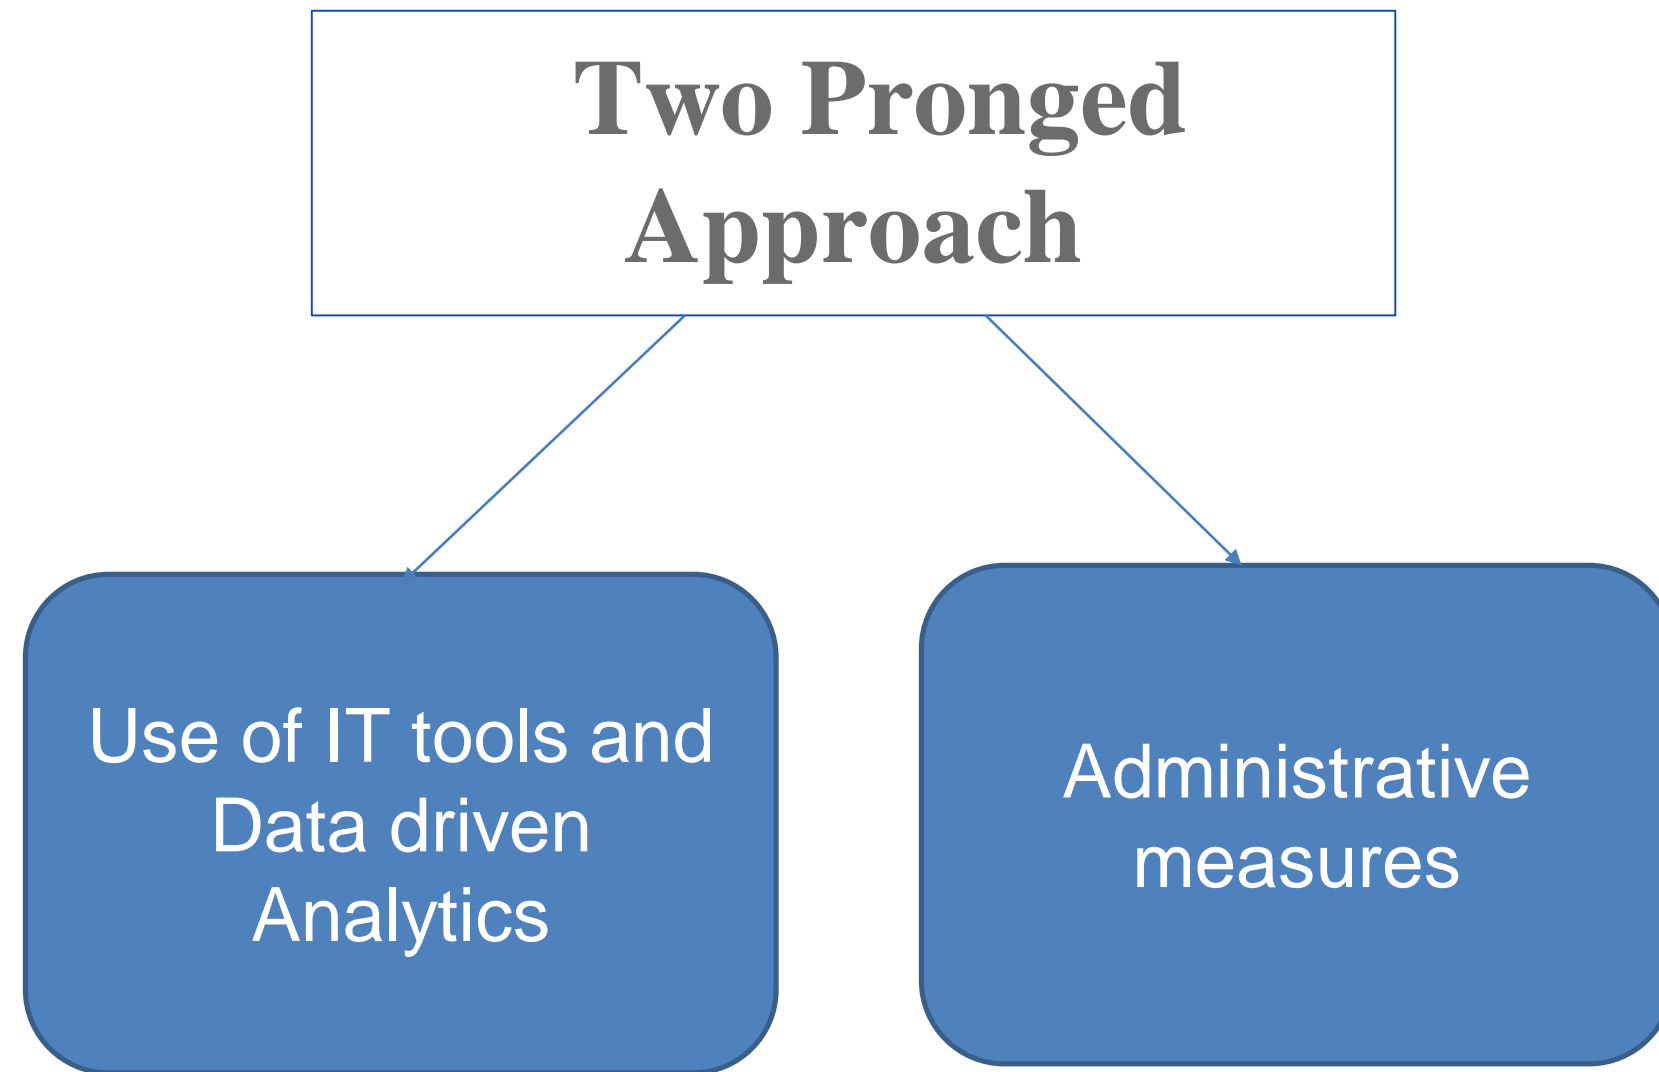 Two Pronged
Approach
Use of IT tools and
Data driven
Analytics
Administrative
measures